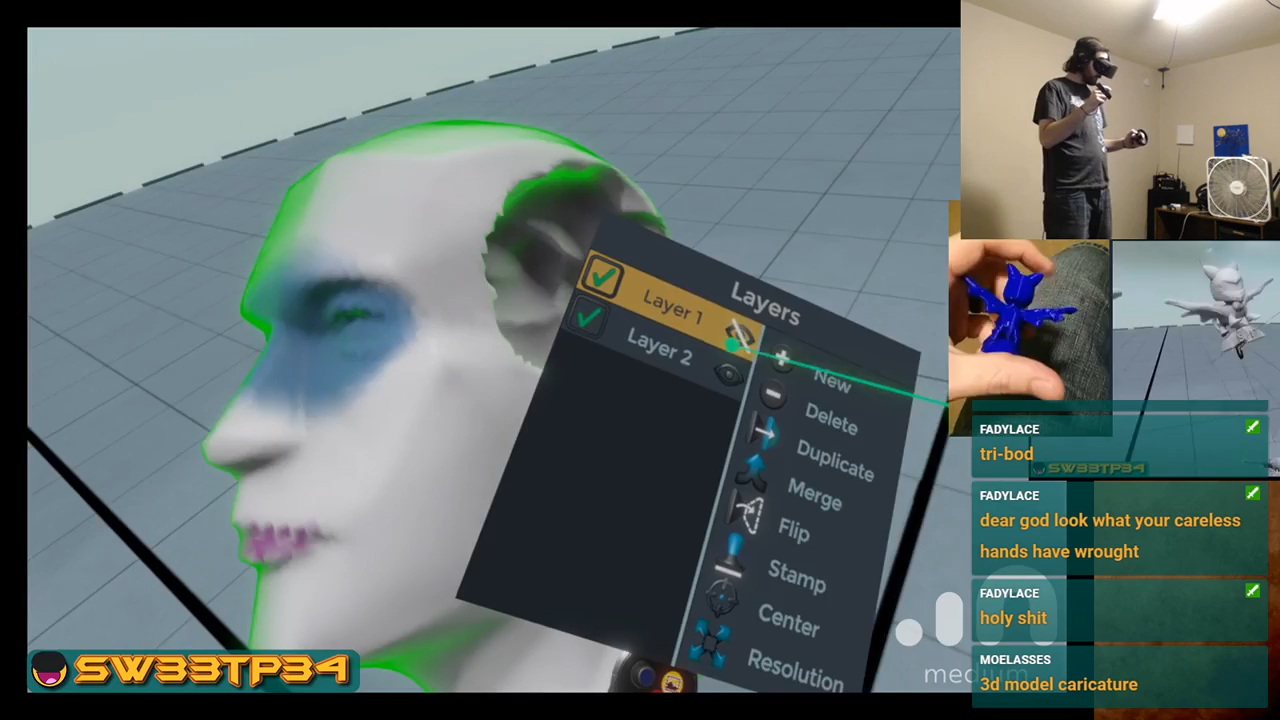 Layers
Layer 1
Layer 2
New
Delete
Duplicate
Merge
Flip
Stamp
Center
Resolution
medium
SW33TP34
FADYLACE
tri-bod
SW33TP34
FADYLACE
dear god look what your careless
hands have wrought
FADYLACE
holy shit
MOELASSES
3d model caricature